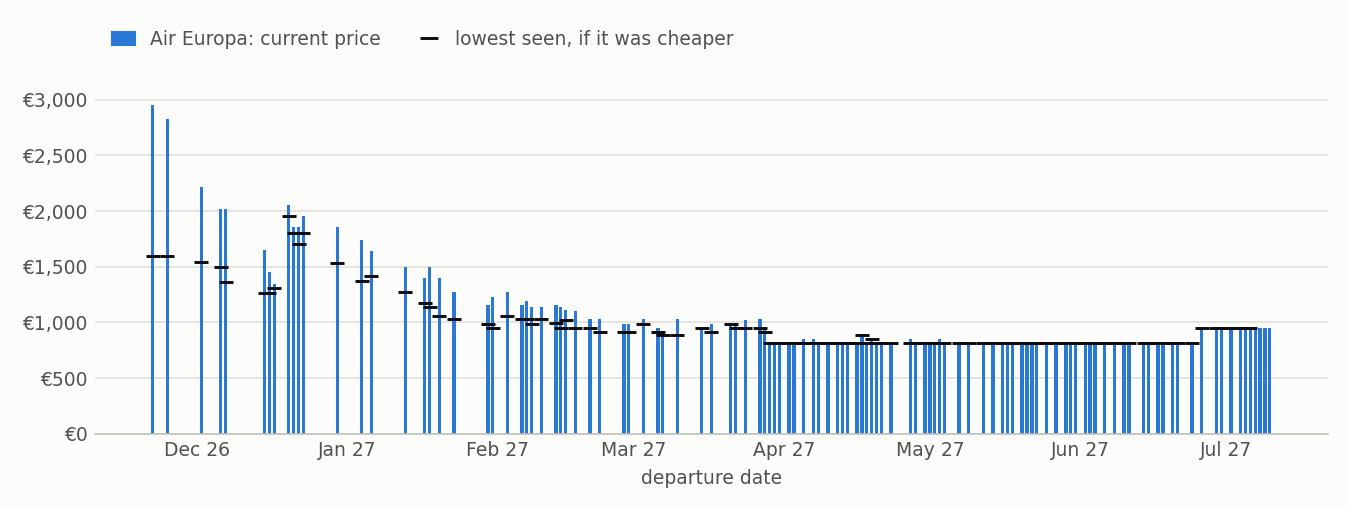 Air Europa: current price
lowest seen, if it was cheaper
€3,000
€2,500
€2,000
€1,500
€1,000
€500
€0
Dec 26 Jan 27 Feb 27 Mar 27 Apr 27 May 27 Jun 27 Jul 27
departure date